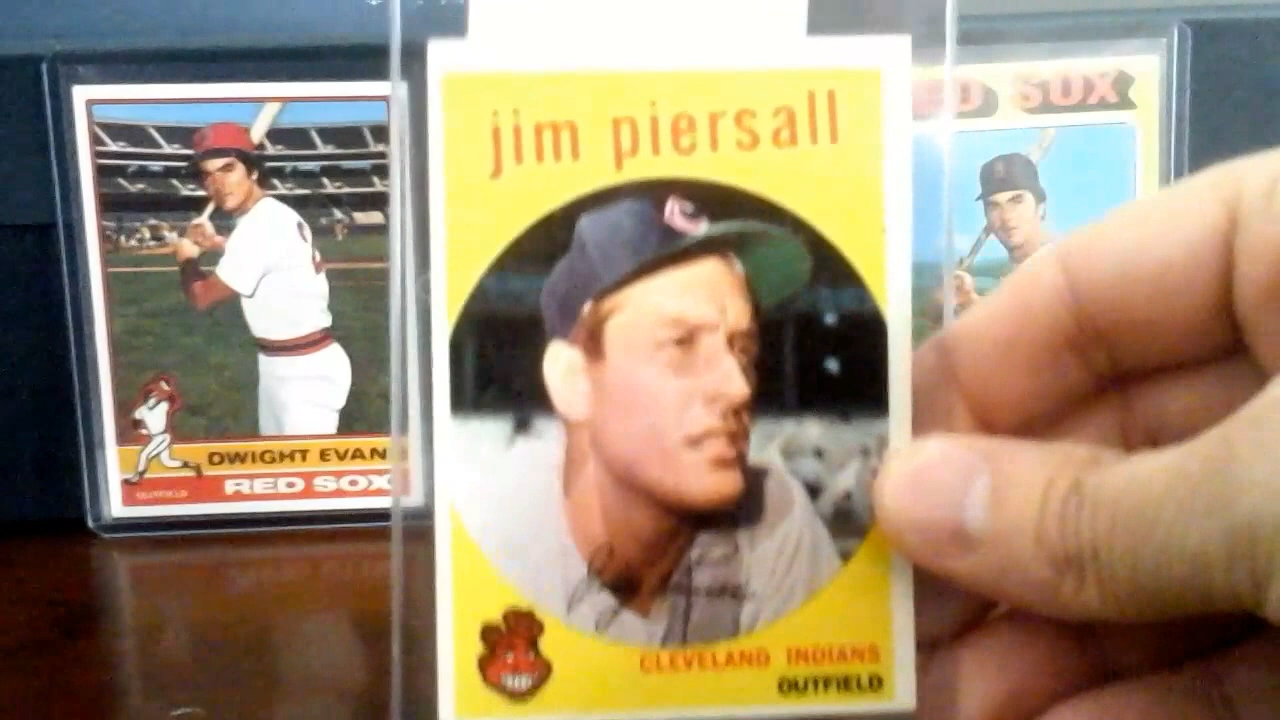 jim piersall
CLEVELAND INDIANS
OUTFIELD
DWIGHT EVAN
RED SOX
OUTFIELD
SOX